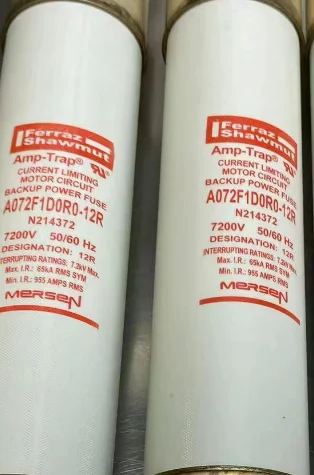 Ferraz
Shawmut
Amp-Trap®
CURRENT LIMITING
MOTOR CIRCUIT
BACKUP POWER FUSE
A072F1D0R0-12R
N214372
7200V 50/60 Hz
DESIGNATION: 12R
INTERRUPTING RATINGS: 7.2kV Max.
Max. I.R.: 65kA RMS SYM
Min. I.R.: 955 AMPS RMS
MERSEN
Ferraz
Shawmut
Amp-Trap®
CURRENT LIMITING
MOTOR CIRCUIT
BACKUP POWER FUSE
A072F1D0R0-12R
N214372
7200V 50/60 Hz
DESIGNATION: 12R
INTERRUPTING RATINGS: 7.2kV Max.
Max. I.R.: 65kA RMS SYM
Min. I.R.: 955 AMPS RMS
MERSEN